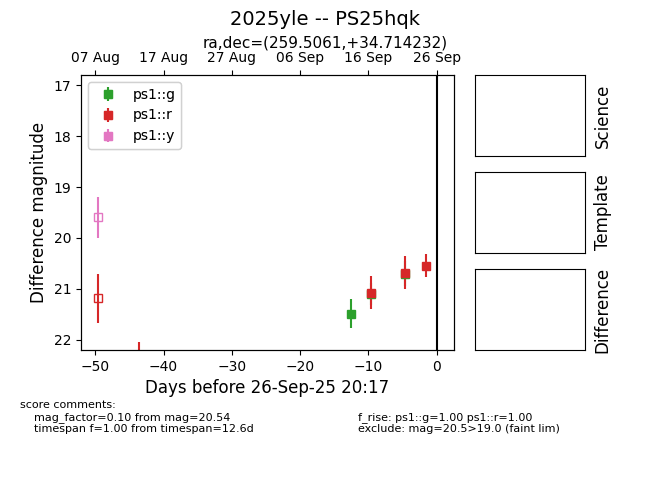 2025yle -- PS25hqk
ra,dec=(259.5061,+34.714232)
07 Aug 17 Aug 27 Aug 06 Sep 16 Sep 26 Sep
17
18
19
20
21
22
Difference magnitude
ps1::g
ps1::r
ps1::y
−50 −40 −30 −20 −10 0
Days before 26-Sep-25 20:17
Science
Template
Difference
score comments:
mag_factor=0.10 from mag=20.54
timespan f=1.00 from timespan=12.6d
f_rise: ps1::g=1.00 ps1::r=1.00
exclude: mag=20.5>19.0 (faint lim)